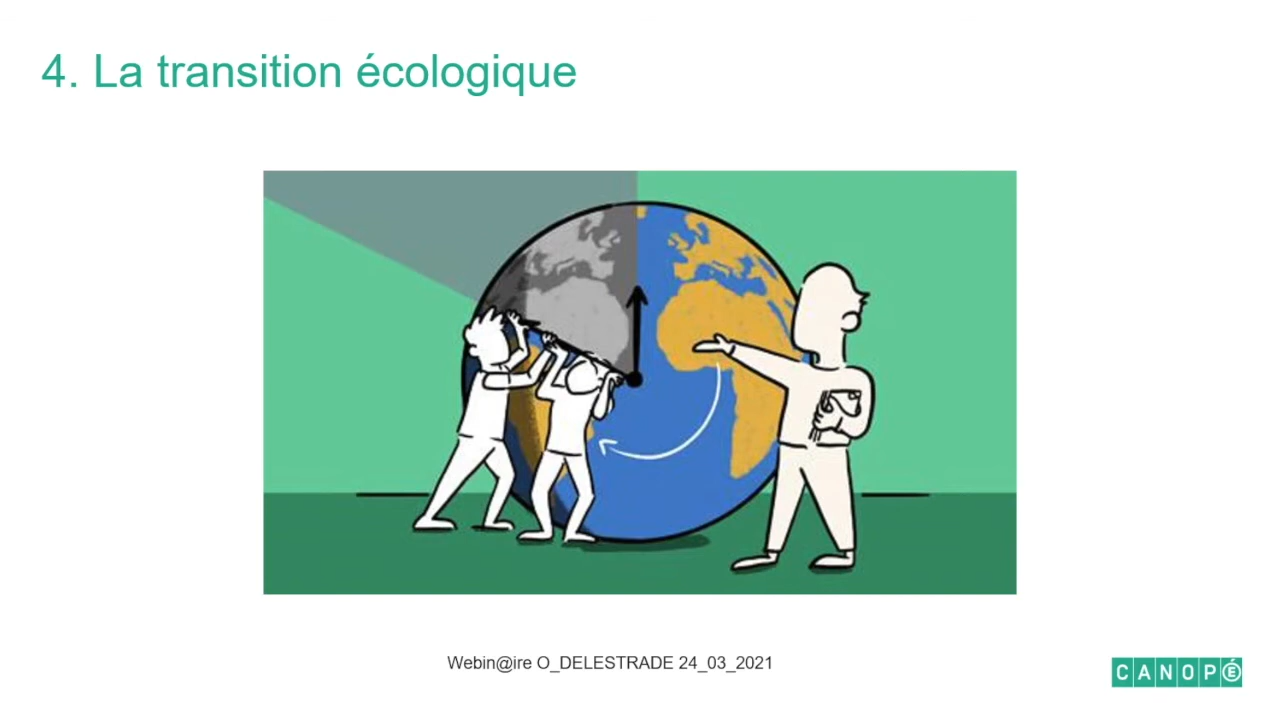 4. La transition écologique
Webin@ire O_DELESTRADE 24_03_2021
CANOPÉ